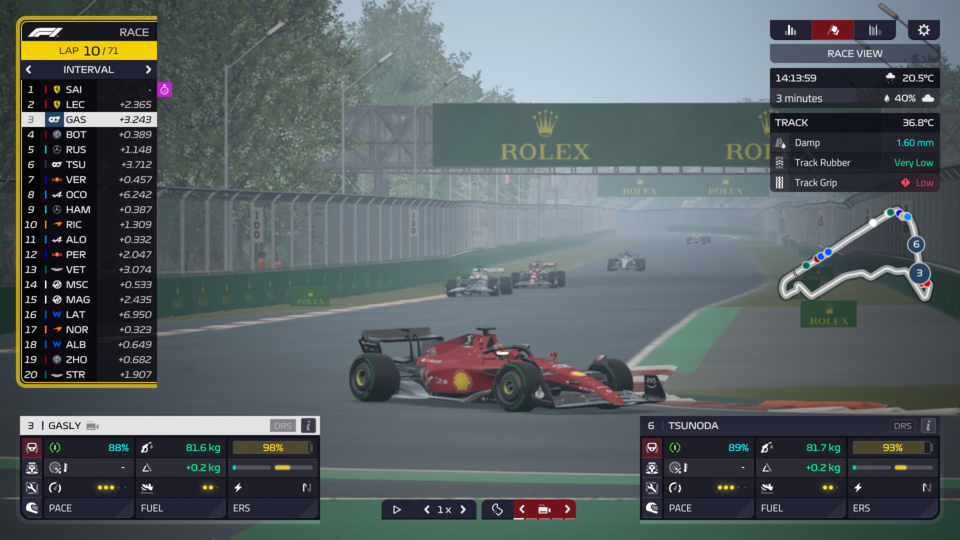 F1 RACE
LAP 10/71
INTERVAL
1 SAI -
2 LEC +2.365
3 GAS +3.243
4 BOT +0.389
5 RUS +1.148
6 TSU +3.712
7 VER +0.457
8 OCO +6.242
9 HAM +0.387
10 RIC +1.309
11 ALO +0.332
12 PER +2.047
13 VET +3.074
14 MSC +0.533
15 MAG +2.435
16 LAT +6.950
17 NOR +0.323
18 ALB +0.649
19 ZHO +0.682
20 STR +1.907
RACE VIEW
14:13:59 20.5°C
3 minutes 40%
TRACK 36.8°C
Damp 1.60 mm
Track Rubber Very Low
Track Grip Low
6
3
ROLEX
RO
ROLEX
ROLEX
100
ROLEX
ROLEX
3 GASLY DRS i
88% 81.6 kg 98%
- +0.2 kg
N
PACE FUEL ERS
1x
6 TSUNODA DRS i
89% 81.7 kg 93%
- +0.2 kg
N
PACE FUEL ERS